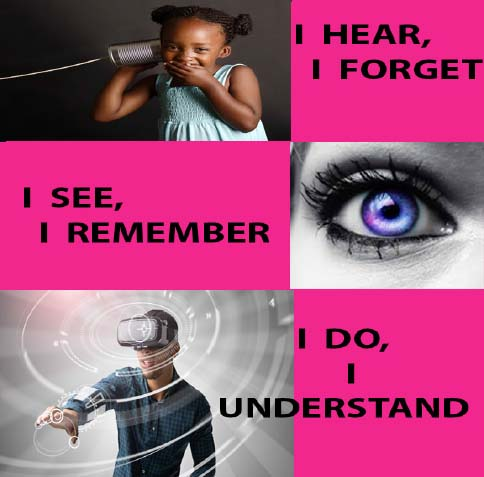 I HEAR,
I FORGET
I SEE,
I REMEMBER
I DO,
I
UNDERSTAND